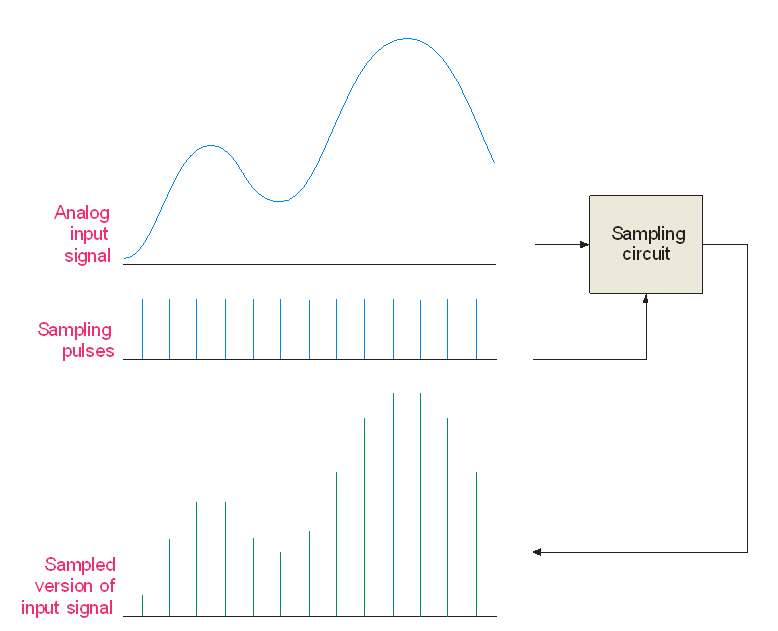 Analog
input
signal
Sampling
circuit
Sampling
pulses
Sampled
version of
input signal